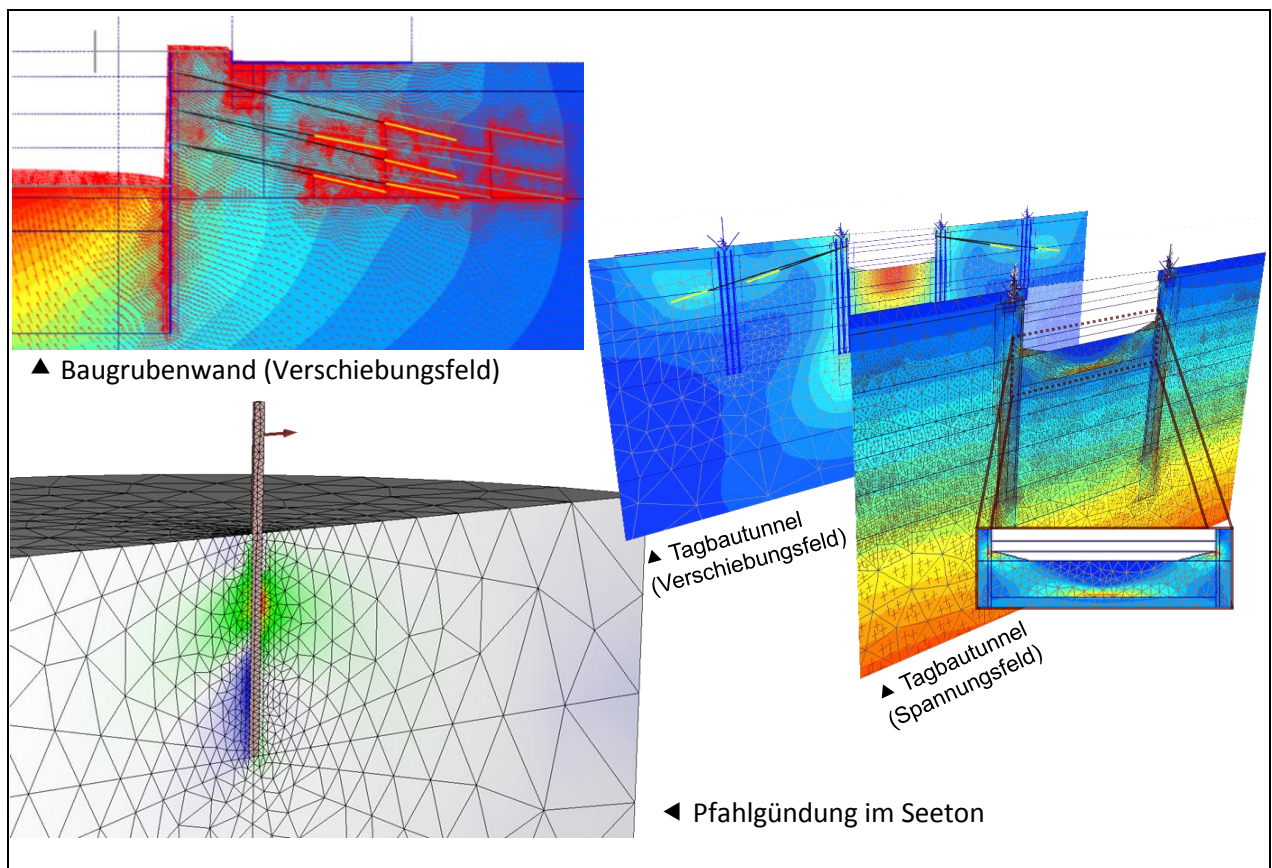 ▲ Baugrubenwand (Verschiebungsfeld)
▲ Tagbautunnel
(Verschiebungsfeld)
▲ Tagbautunnel
(Spannungsfeld)
◄ Pfahlgündung im Seeton